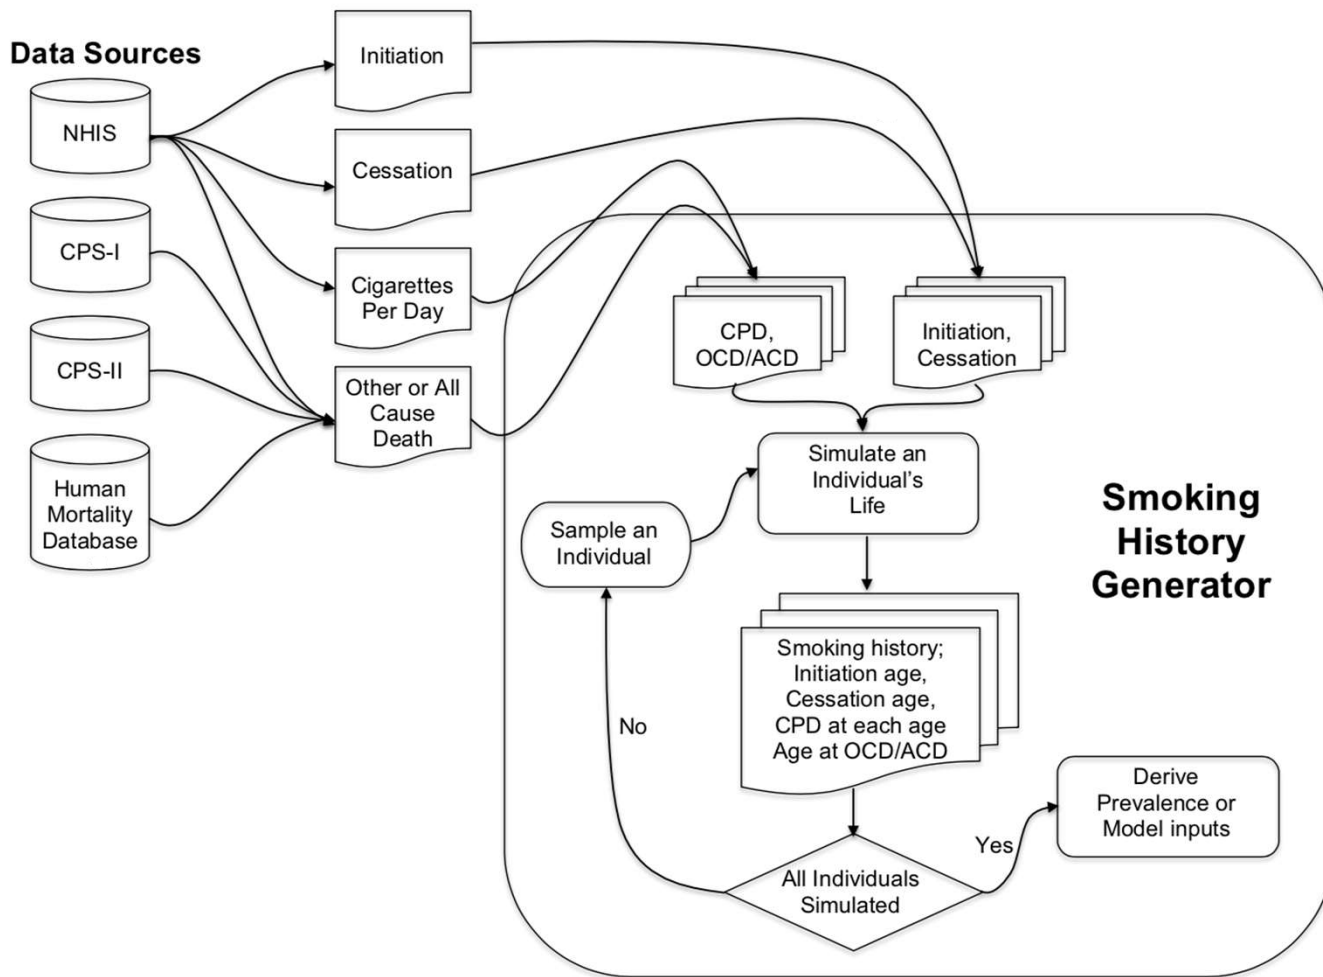 Data Sources
NHIS
CPS-I
CPS-II
Human
Mortality
Database
Initiation
Cessation
Cigarettes
Per Day
Other or All
Cause
Death
CPD,
OCD/ACD
Initiation,
Cessation
Simulate an
Individual's
Life
Sample an
Individual
Smoking
History
Generator
Smoking history;
Initiation age,
Cessation age,
CPD at each age
Age at OCD/ACD
No
Yes
Derive
Prevalence or
Model inputs
All Individuals
Simulated